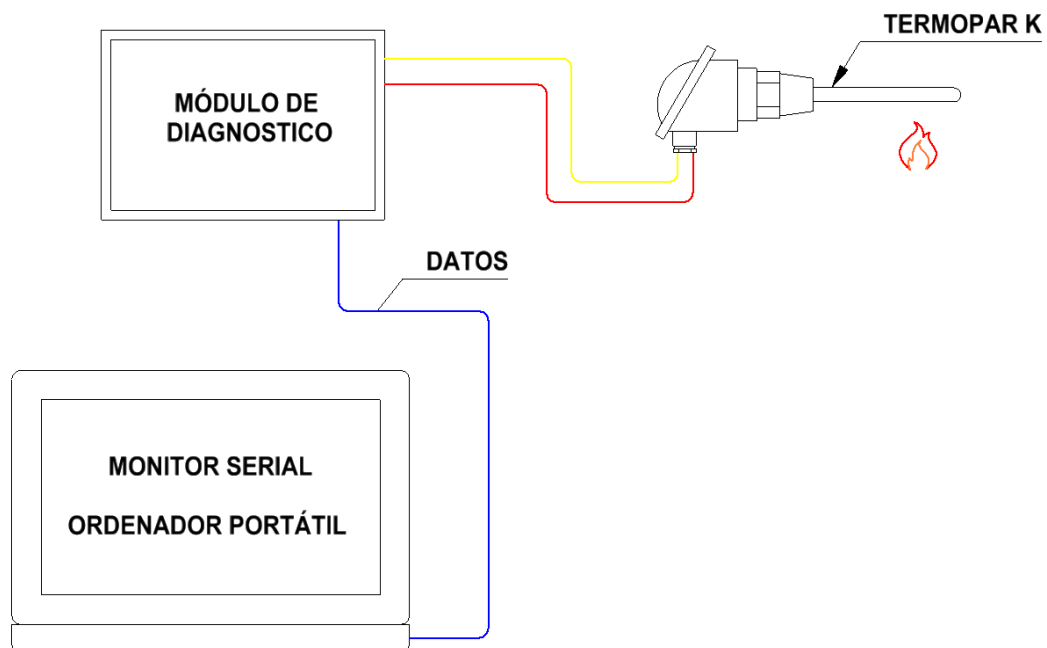 TERMOPAR K
MÓDULO DE
DIAGNOSTICO
DATOS
MONITOR SERIAL
ORDENADOR PORTÁTIL